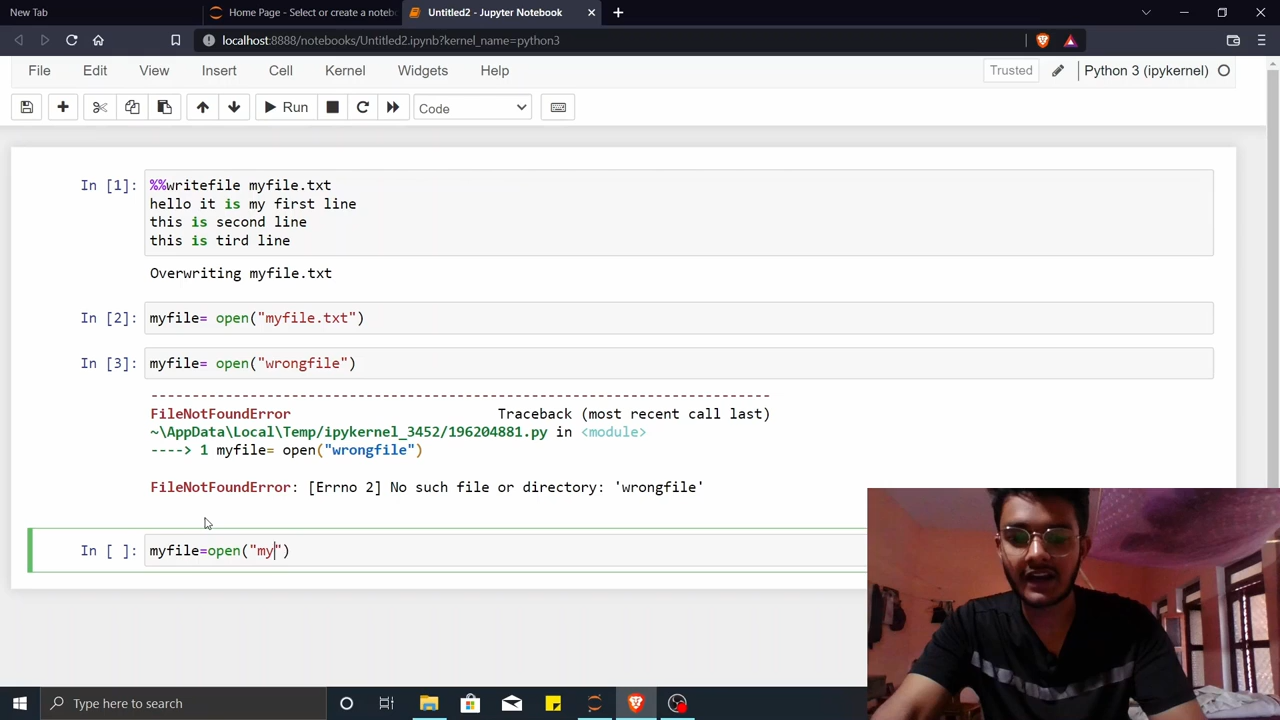 New Tab
Home Page - Select or create a noteb
Untitled2 - Jupyter Notebook
localhost:8888/notebooks/Untitled2.ipynb?kernel_name=python3
File Edit View Insert Cell Kernel Widgets Help
Trusted
Python 3 (ipykernel)
Run
Code
In [1]: %%writefile myfile.txt
hello it is my first line
this is second line
this is tird line
Overwriting myfile.txt
In [2]: myfile= open("myfile.txt")
In [3]: myfile= open("wrongfile")
---------------------------------------------------------------------------
FileNotFoundError                         Traceback (most recent call last)
~\AppData\Local\Temp/ipykernel_3452/196204881.py in <module>
----> 1 myfile= open("wrongfile")
FileNotFoundError: [Errno 2] No such file or directory: 'wrongfile'
In [ ]: myfile=open("my")
Type here to search